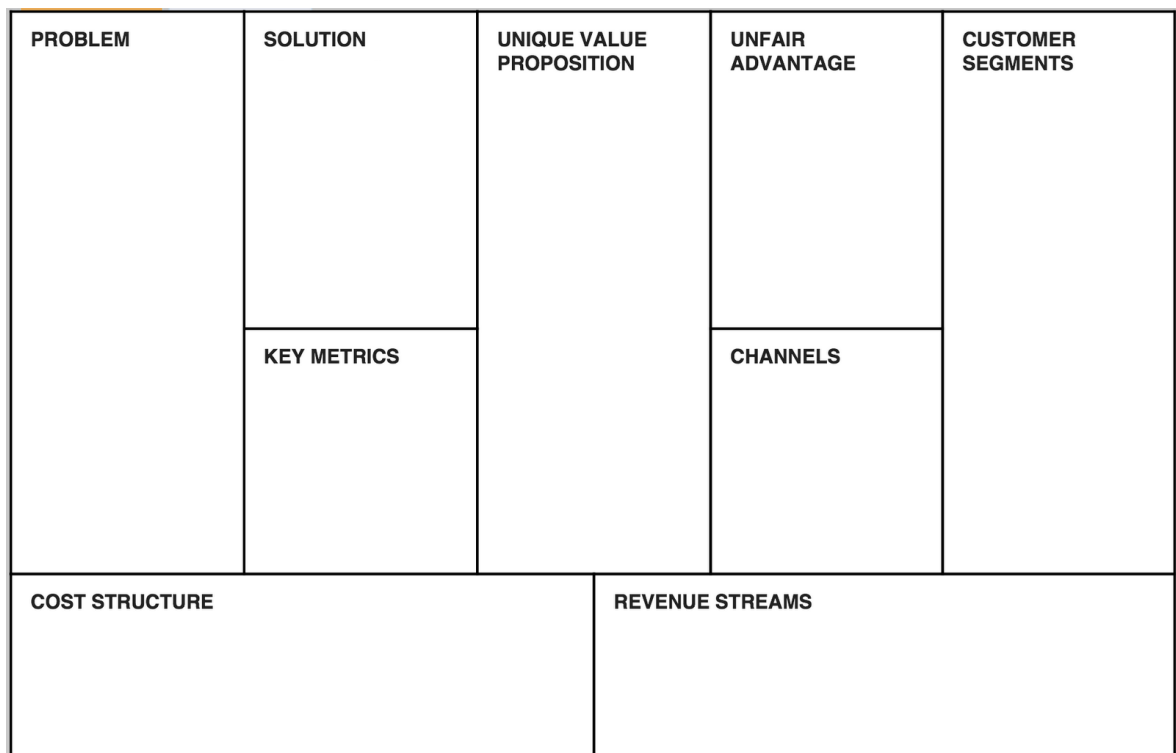 PROBLEM
SOLUTION
UNIQUE VALUE
PROPOSITION
UNFAIR
ADVANTAGE
CUSTOMER
SEGMENTS
KEY METRICS
CHANNELS
COST STRUCTURE
REVENUE STREAMS